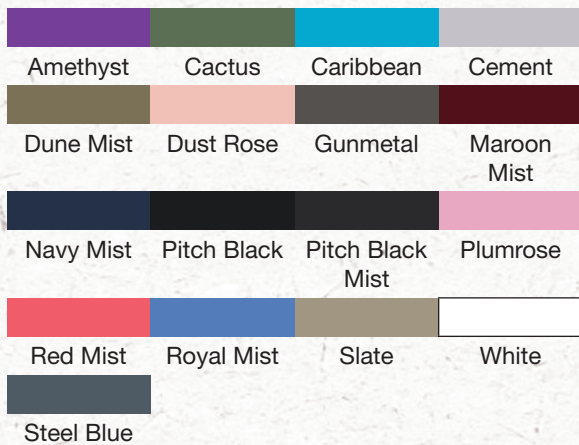 Amethyst Cactus Caribbean Cement
Dune Mist Dust Rose Gunmetal Maroon
Mist
Navy Mist Pitch Black Pitch Black Plumrose
Mist
Red Mist Royal Mist Slate White
Steel Blue